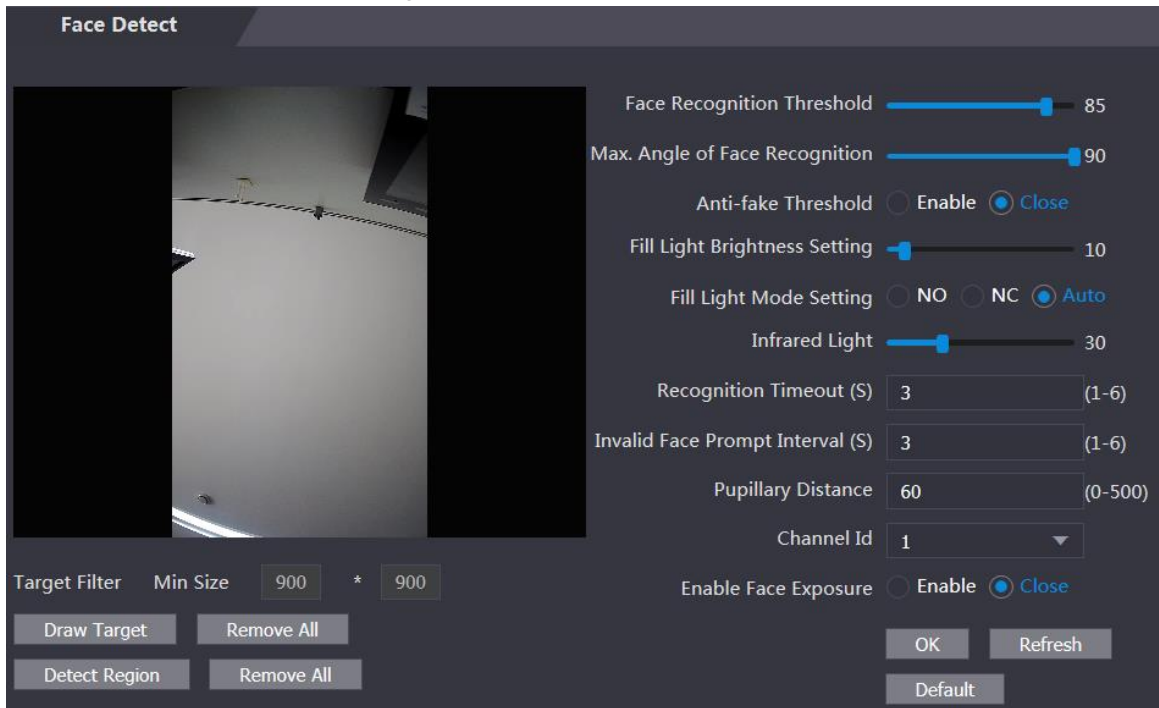 Face Detect
Face Recognition Threshold 85
Max. Angle of Face Recognition 90
Anti-fake Threshold Enable Close
Fill Light Brightness Setting 10
Fill Light Mode Setting NO NC Auto
Infrared Light 30
Recognition Timeout (S) 3 (1-6)
Invalid Face Prompt Interval (S) 3 (1-6)
Pupillary Distance 60 (0-500)
Channel Id 1
Enable Face Exposure Enable Close
OK Refresh
Default
Target Filter Min Size 900 * 900
Draw Target Remove All
Detect Region Remove All